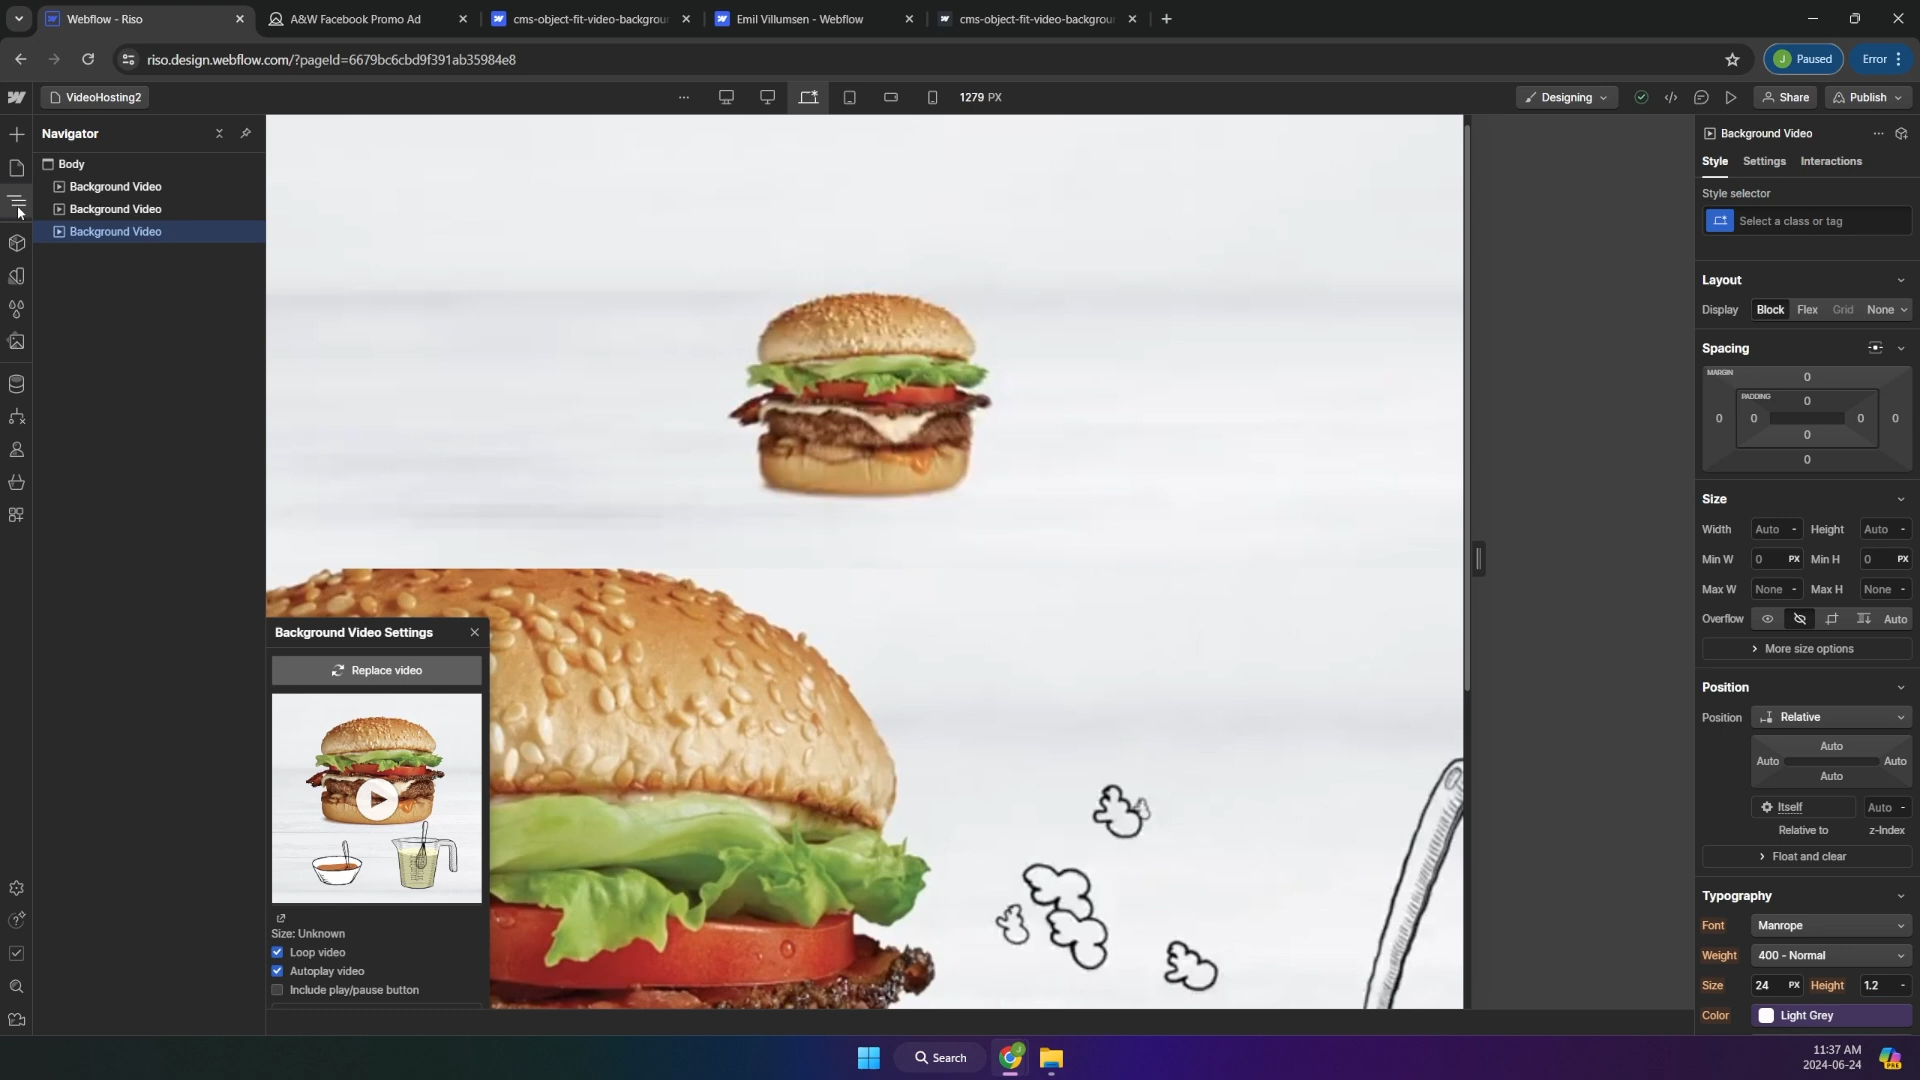 Webflow - Riso
A&W Facebook Promo Ad
cms-object-fit-video-backgrour
Emil Villumsen - Webflow
cms-object-fit-video-backgrour
riso.design.webflow.com/?pageId=6679bc6cbd9f391ab35984e8
J
Paused
Error
VideoHosting2
1279 PX
Designing
Share
Publish
Navigator
Body
Background Video
Background Video
Background Video
Background Video Settings
Replace video
Size: Unknown
Loop video
Autoplay video
Include play/pause button
Background Video
Style
Settings
Interactions
Style selector
Select a class or tag
Layout
Display
Block
Flex
Grid
None
Spacing
MARGIN
0
PADDING
0
0
0
0
0
0
0
Size
Width
Auto
-
Height
Auto
-
Min W
0
PX
Min H
0
PX
Max W
None
-
Max H
None
-
Overflow
Auto
More size options
Position
Position
Relative
Auto
Auto
Auto
Auto
Itself
Auto
-
Relative to
z-Index
Float and clear
Typography
Font
Manrope
Weight
400 - Normal
Size
24
PX
Height
1.2
-
Color
Light Grey
Search
J
11:37 AM
2024-06-24
PRE